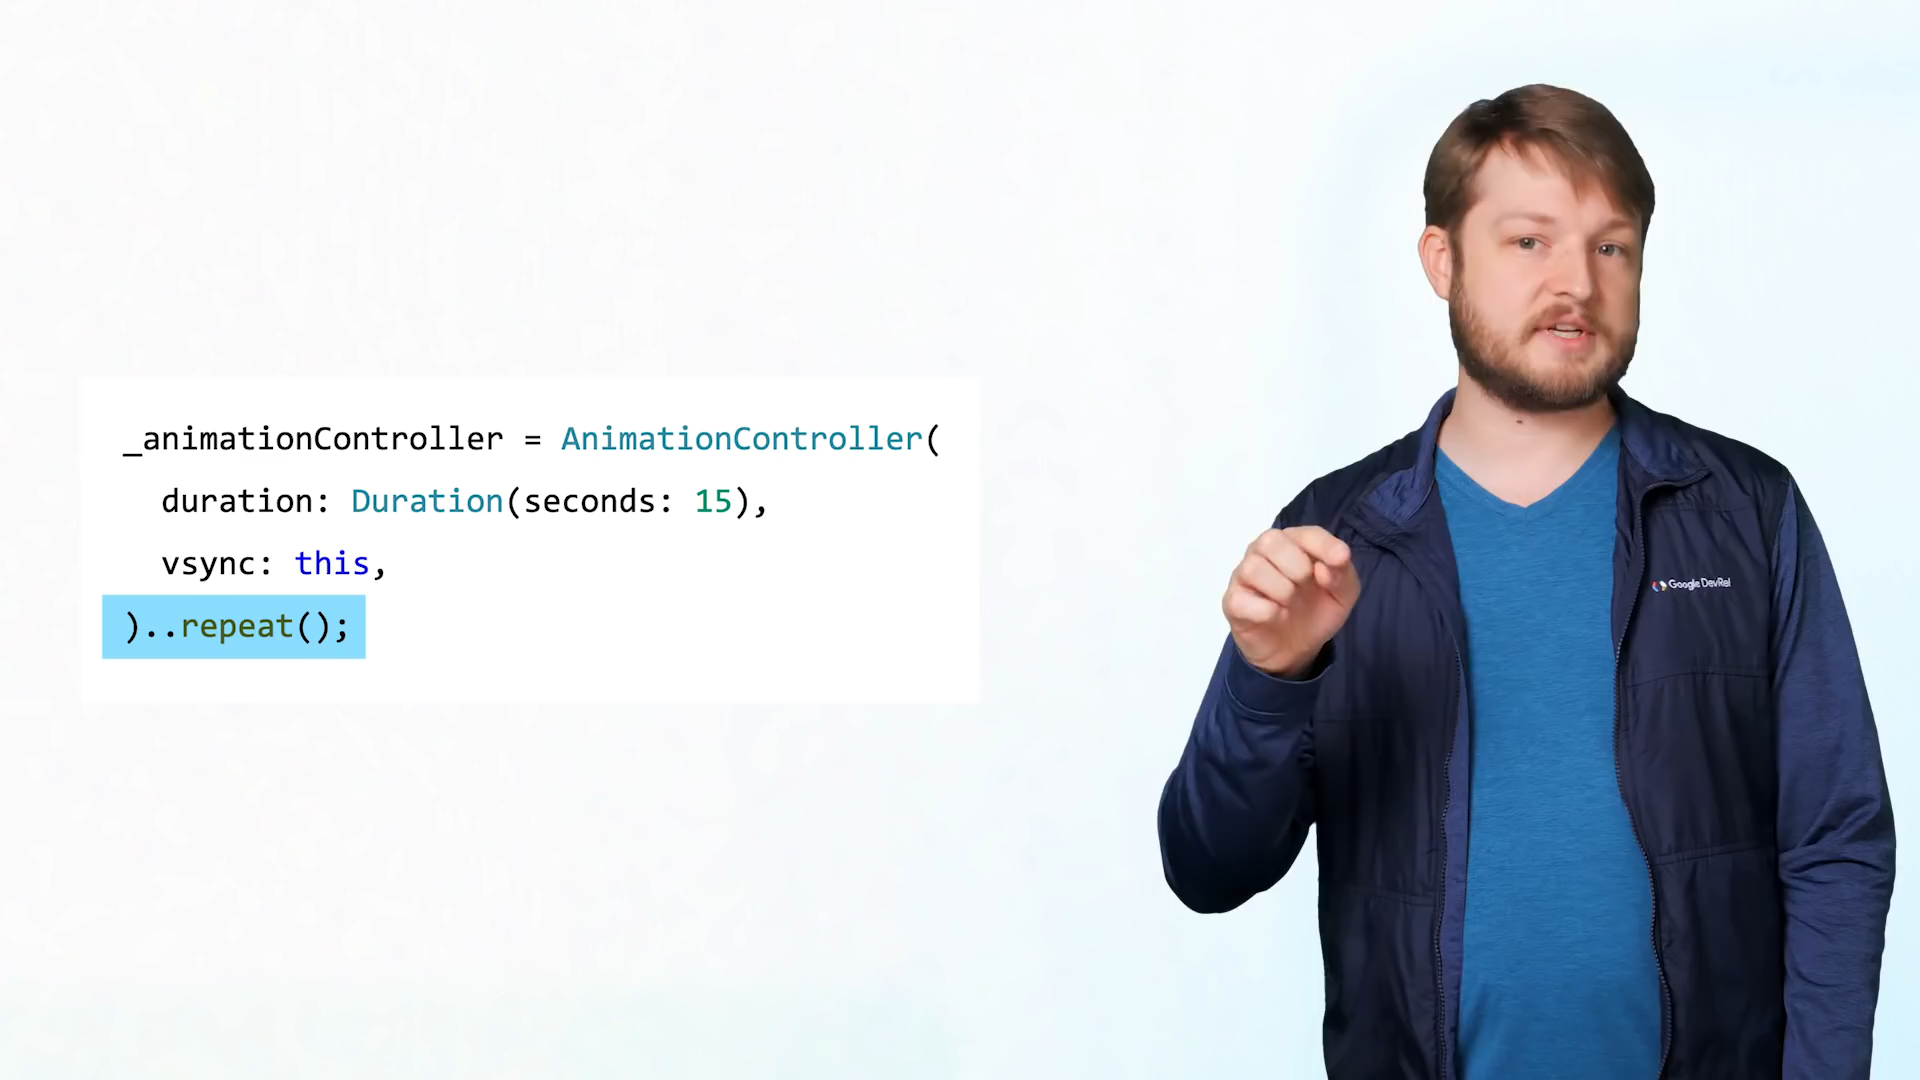 _animationController = AnimationController(
duration: Duration(seconds: 15),
vsync: this,
)..repeat();
Google DevRel